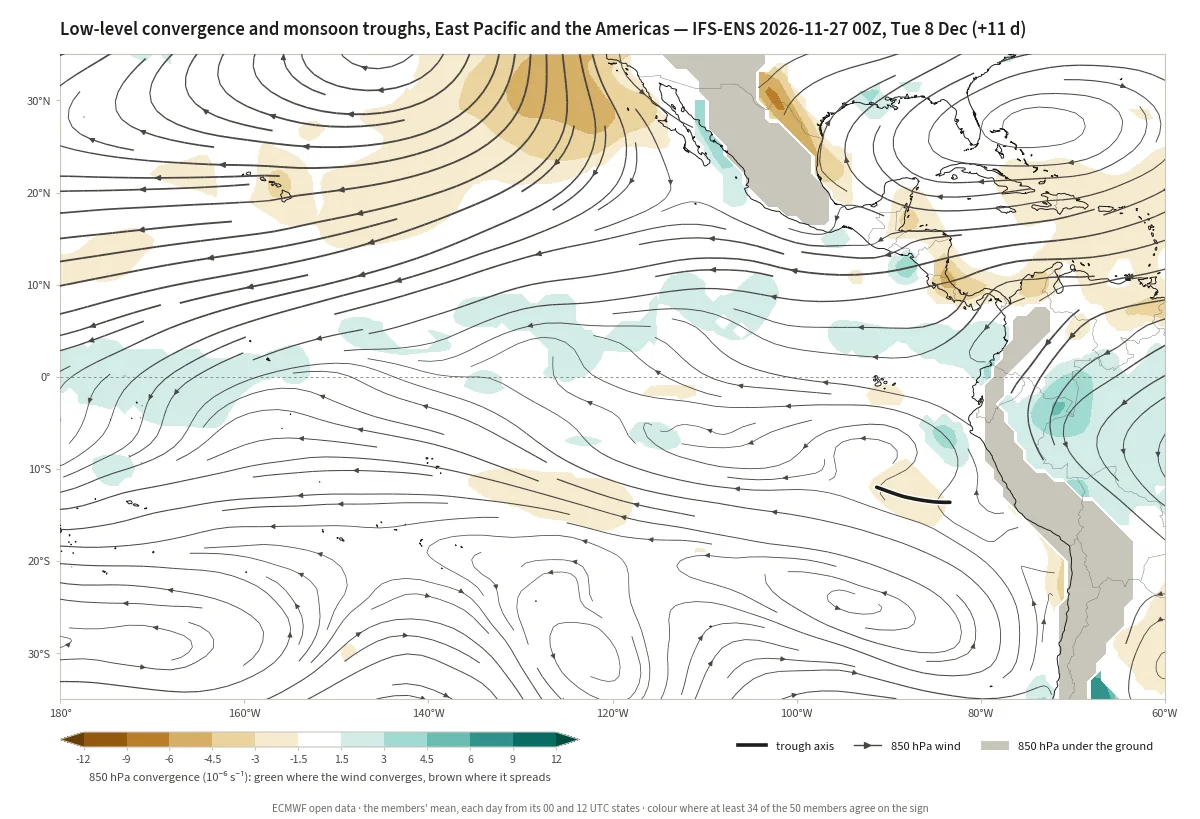 Low-level convergence and monsoon troughs, East Pacific and the Americas — IFS-ENS 2026-11-27 00Z, Tue 8 Dec (+11 d)
30°N
20°N
10°N
0°
10°S
20°S
30°S
180° 160°W 140°W 120°W 100°W 80°W 60°W
-12 -9 -6 -4.5 -3 -1.5 1.5 3 4.5 6 9 12
850 hPa convergence (10⁻⁶ s⁻¹): green where the wind converges, brown where it spreads
trough axis 850 hPa wind 850 hPa under the ground
ECMWF open data · the members' mean, each day from its 00 and 12 UTC states · colour where at least 34 of the 50 members agree on the sign